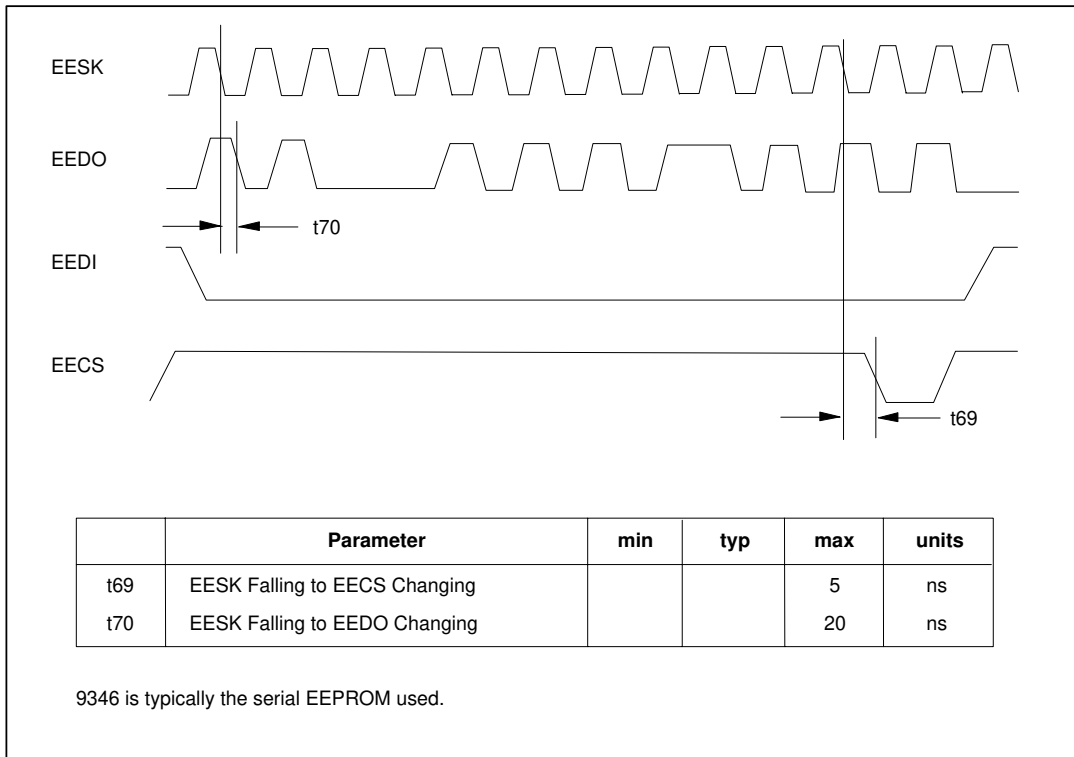 EESK
EEDO
t70
EEDI
EECS
t69
Parameter min typ max units
t69 EESK Falling to EECS Changing 5 ns
t70 EESK Falling to EEDO Changing 20 ns
9346 is typically the serial EEPROM used.